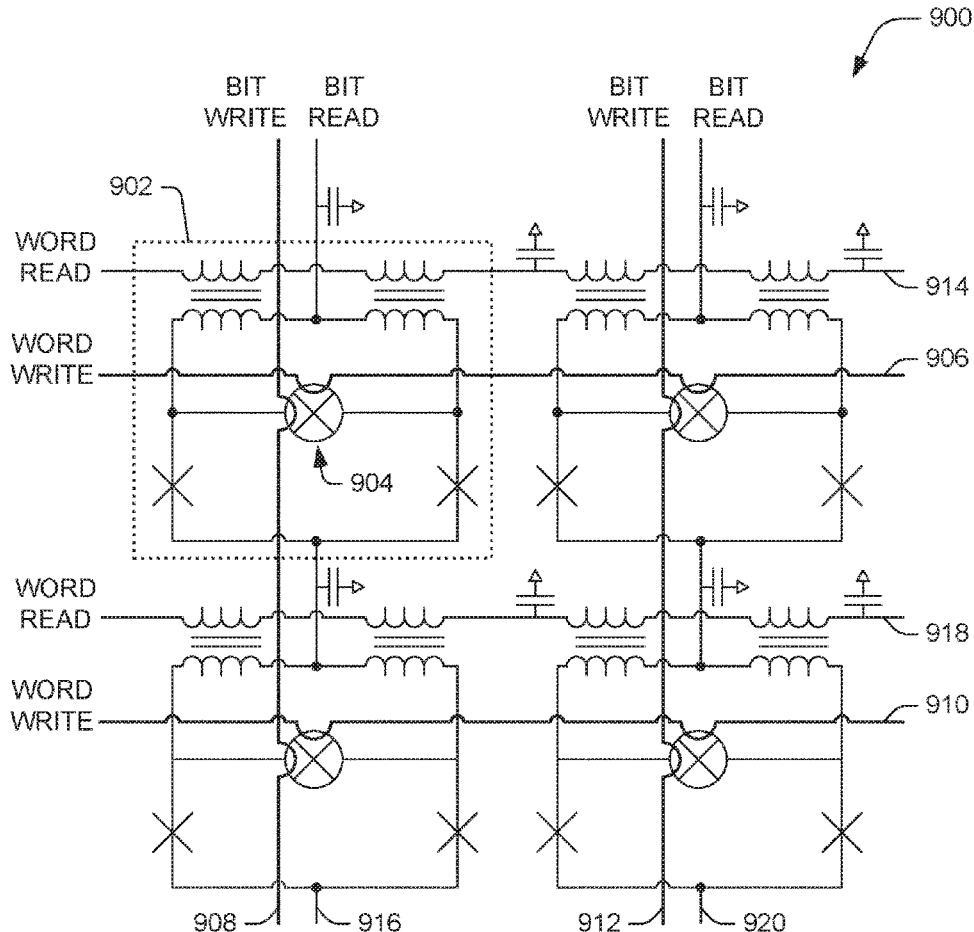 900
BIT WRITE BIT READ BIT WRITE BIT READ
902
WORD READ
914
WORD WRITE
906
904
WORD READ
918
WORD WRITE
910
908 916 912 920